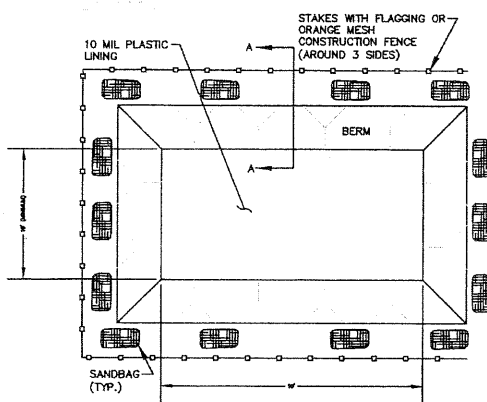 STAKES WITH FLAGGING OR
ORANGE MESH
CONSTRUCTION FENCE
(AROUND 3 SIDES)
10 MIL PLASTIC
LINING
A
BERM
A
SANDBAG
(TYP.)